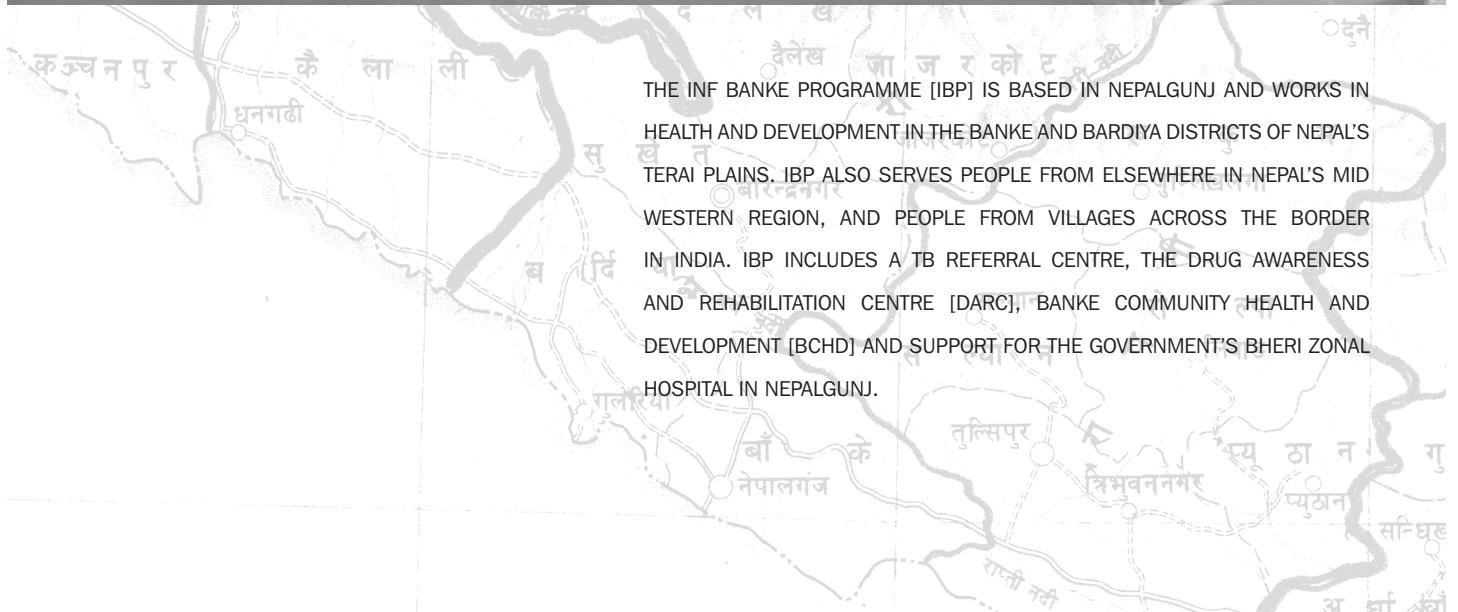 दुनै
दैलेख
जा ज र को ट
क ञ्च न पु र
कै ला ली
धनगढी
THE INF BANKE PROGRAMME [IBP] IS BASED IN NEPALGUNJ AND WORKS IN
HEALTH AND DEVELOPMENT IN THE BANKE AND BARDIYA DISTRICTS OF NEPAL'S
TERAI PLAINS. IBP ALSO SERVES PEOPLE FROM ELSEWHERE IN NEPAL'S MID
WESTERN REGION, AND PEOPLE FROM VILLAGES ACROSS THE BORDER
IN INDIA. IBP INCLUDES A TB REFERRAL CENTRE, THE DRUG AWARENESS
AND REHABILITATION CENTRE [DARC], BANKE COMMUNITY HEALTH AND
DEVELOPMENT [BCHD] AND SUPPORT FOR THE GOVERNMENT'S BHERI ZONAL
HOSPITAL IN NEPALGUNJ.
सु र्खे त
बीरेन्द्रनगर
ब र्दि या
गुलरिया
तुल्सिपुर
बाँ के
नेपालगंज
त्रिभुवननगर
प्यू ठा न
प्युठान
राप्ती नदी